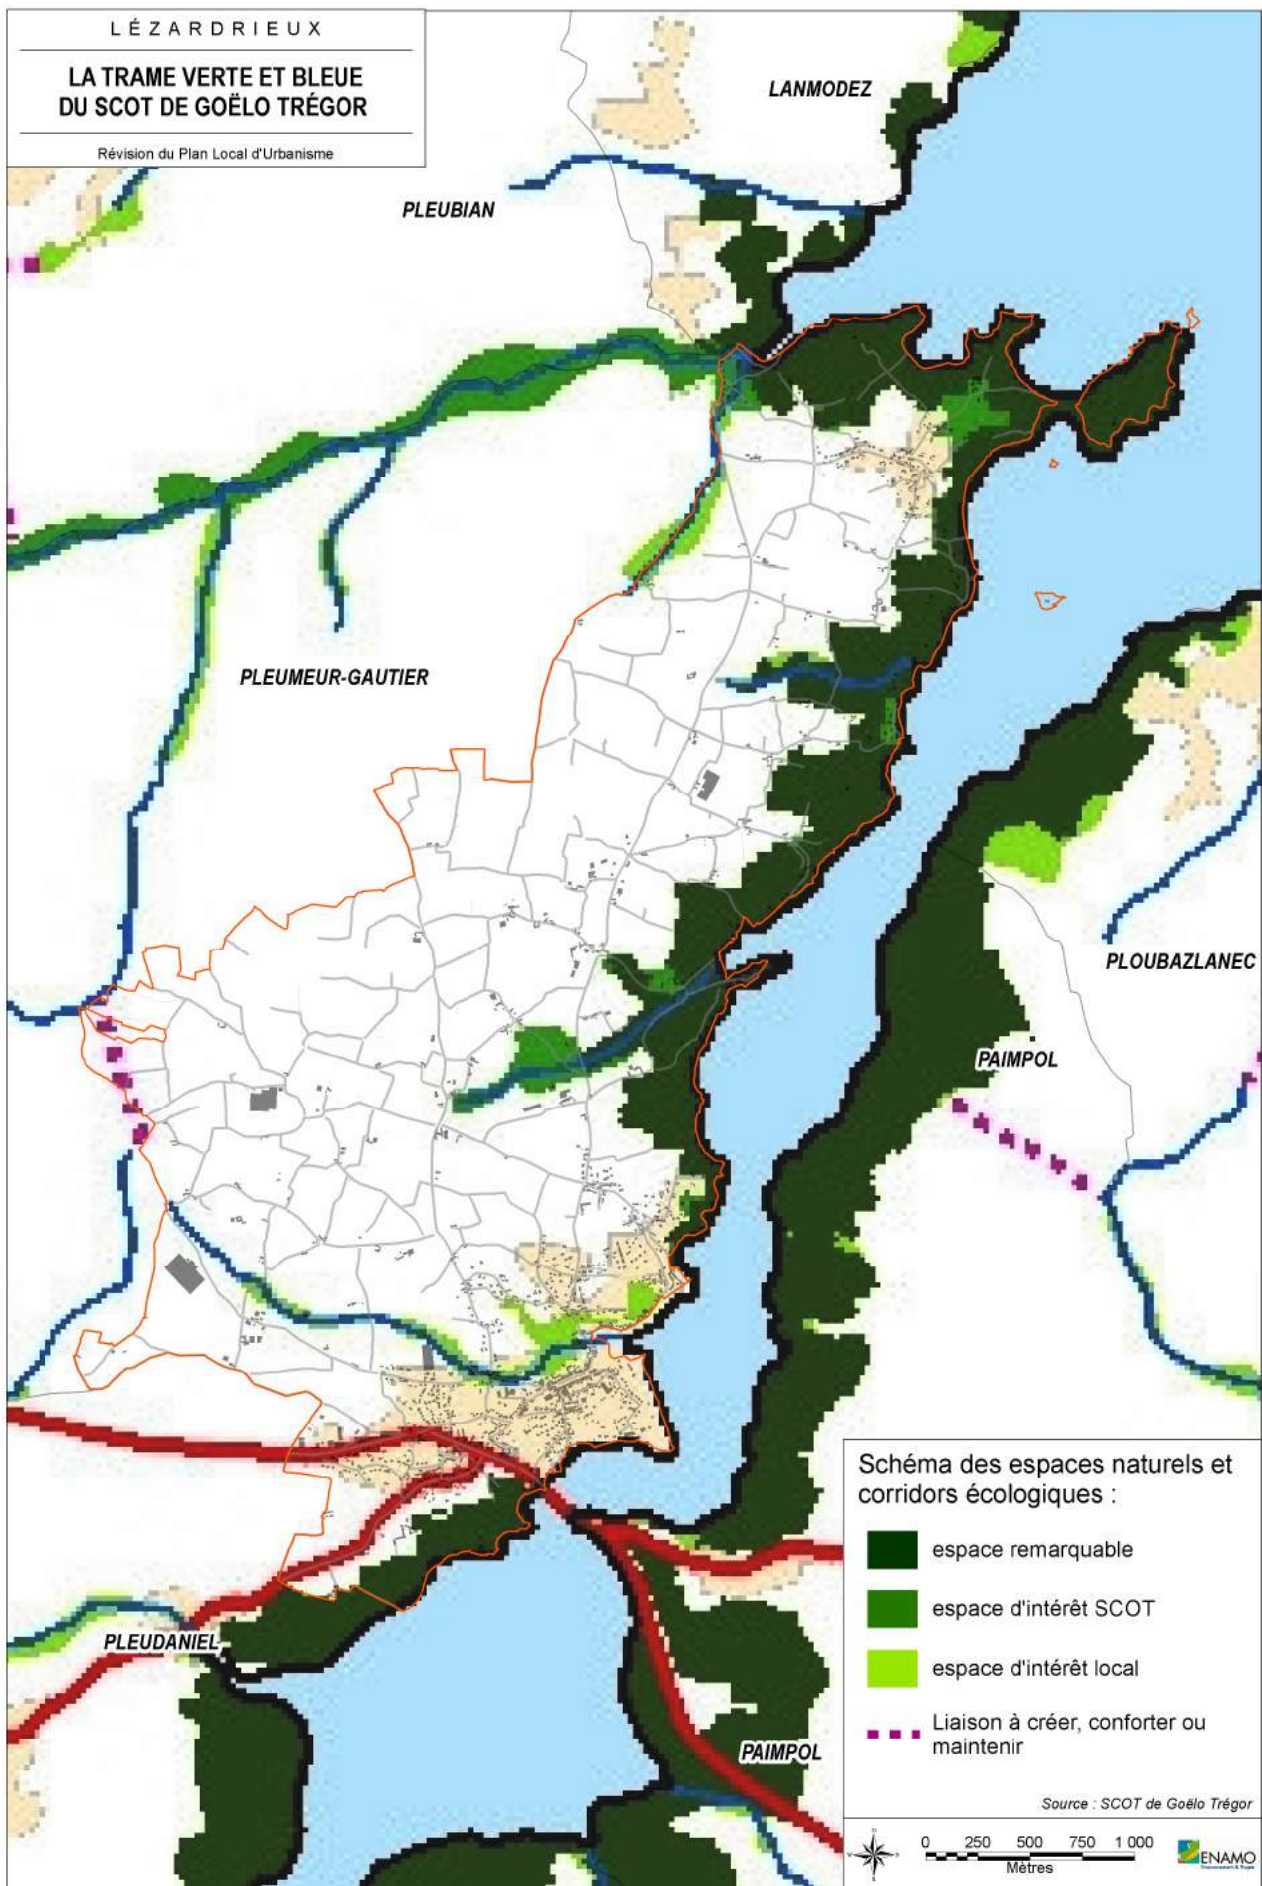 LÉZARDRIEUX
LA TRAME VERTE ET BLEUE
DU SCOT DE GOËLO TRÉGOR
Révision du Plan Local d'Urbanisme
LANMODEZ
PLEUBIAN
PLEUMEUR-GAUTIER
PLOUBAZLANEC
PAIMPOL
PLEUDANIEL
PAIMPOL
Schéma des espaces naturels et
corridors écologiques :
espace remarquable
espace d'intérêt SCOT
espace d'intérêt local
Liaison à créer, conforter ou
maintenir
Source : SCOT de Goëlo Trégor
0 250 500 750 1 000
Mètres
ENAMO